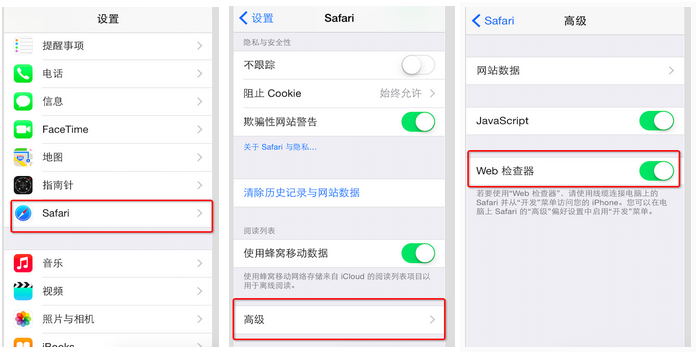 设置
提醒事项
电话
信息
FaceTime
地图
指南针
Safari
音乐
视频
照片与相机
iBooks
设置
Safari
隐私与安全性
不跟踪
阻止 Cookie 始终允许
欺骗性网站警告
关于 Safari 与隐私...
清除历史记录与网站数据
阅读列表
使用蜂窝移动数据
使用蜂窝移动网络存储来自 iCloud 的阅读列表项目以
用于离线阅读。
高级
Safari
高级
网站数据
JavaScript
Web 检查器
若要使用“Web 检查器”，请使用线缆连接电脑上的
Safari 并从“开发”菜单访问您的 iPhone。您可以在电
脑上 Safari 的“高级”偏好设置中启用“开发”菜单。